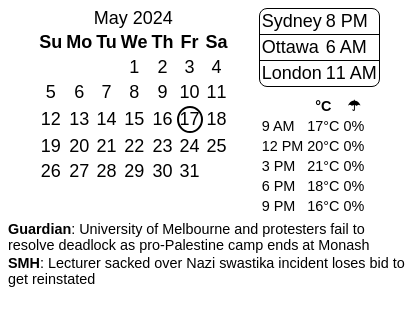 May 2024
Su Mo Tu We Th Fr Sa
1 2 3 4
5 6 7 8 9 10 11
12 13 14 15 16 17 18
19 20 21 22 23 24 25
26 27 28 29 30 31
Sydney 8 PM
Ottawa 6 AM
London 11 AM
°C ☂
9 AM 17°C 0%
12 PM 20°C 0%
3 PM 21°C 0%
6 PM 18°C 0%
9 PM 16°C 0%
Guardian: University of Melbourne and protesters fail to
resolve deadlock as pro-Palestine camp ends at Monash
SMH: Lecturer sacked over Nazi swastika incident loses bid to
get reinstated